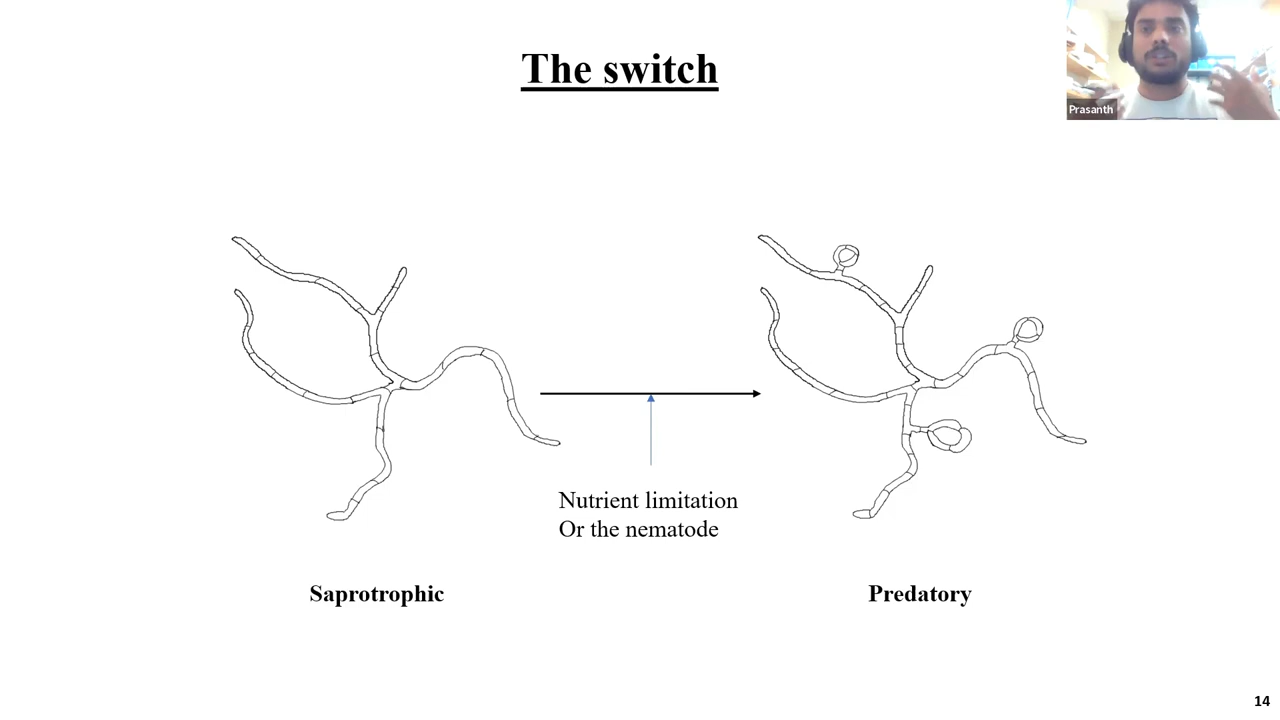 The switch
Prasanth
Nutrient limitation
Or the nematode
Saprotrophic
Predatory
14